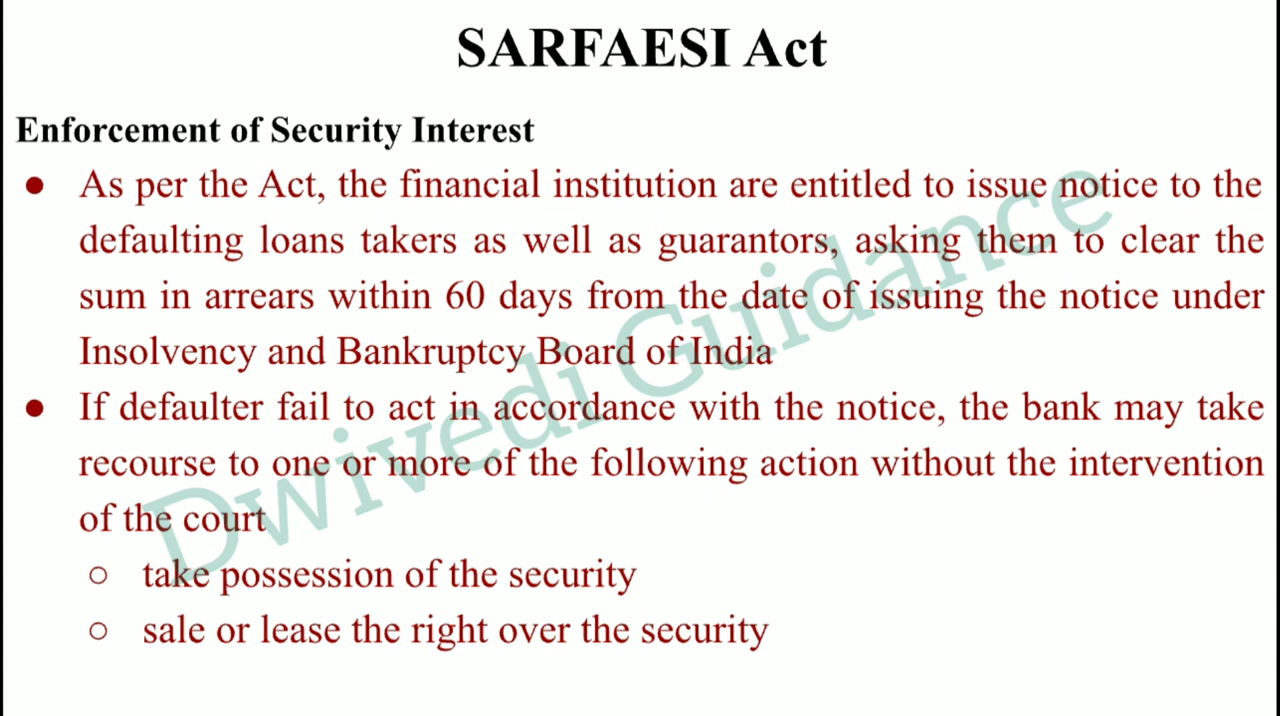 SARFAESI Act
Enforcement of Security Interest
● As per the Act, the financial institution are entitled to issue notice to the
defaulting loans takers as well as guarantors, asking them to clear the
sum in arrears within 60 days from the date of issuing the notice under
Insolvency and Bankruptcy Board of India
● If defaulter fail to act in accordance with the notice, the bank may take
recourse to one or more of the following action without the intervention
of the court
○ take possession of the security
○ sale or lease the right over the security
Dwivedi Guidance